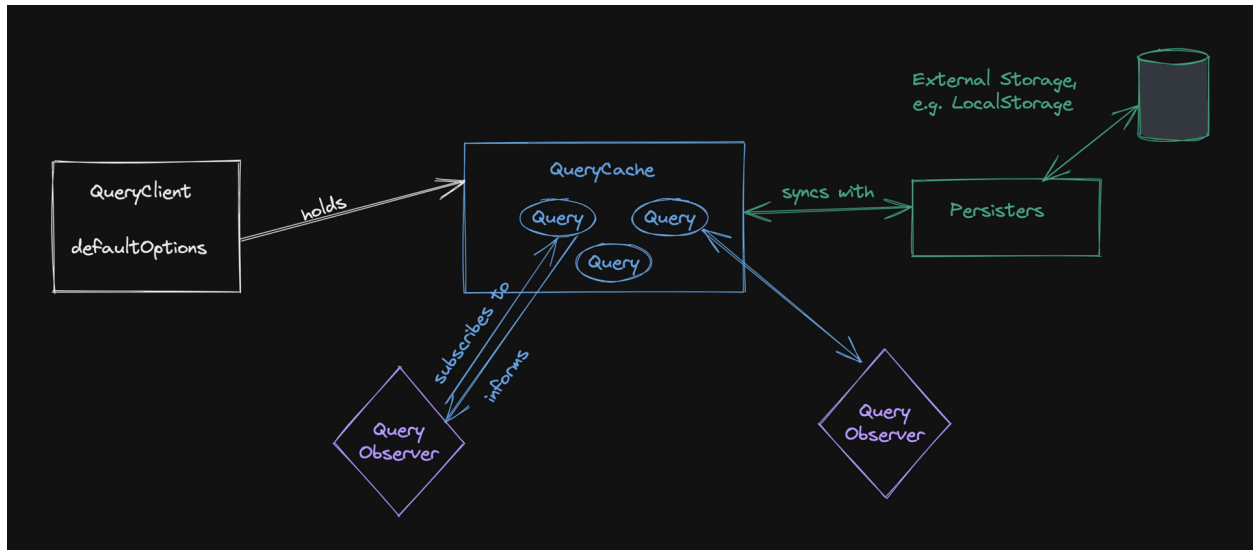 External Storage,
e.g. LocalStorage
QueryClient
defaultOptions
holds
QueryCache
Query
Query
Query
syncs with
Persisters
subscribes to
informs
Query
Observer
Query
Observer